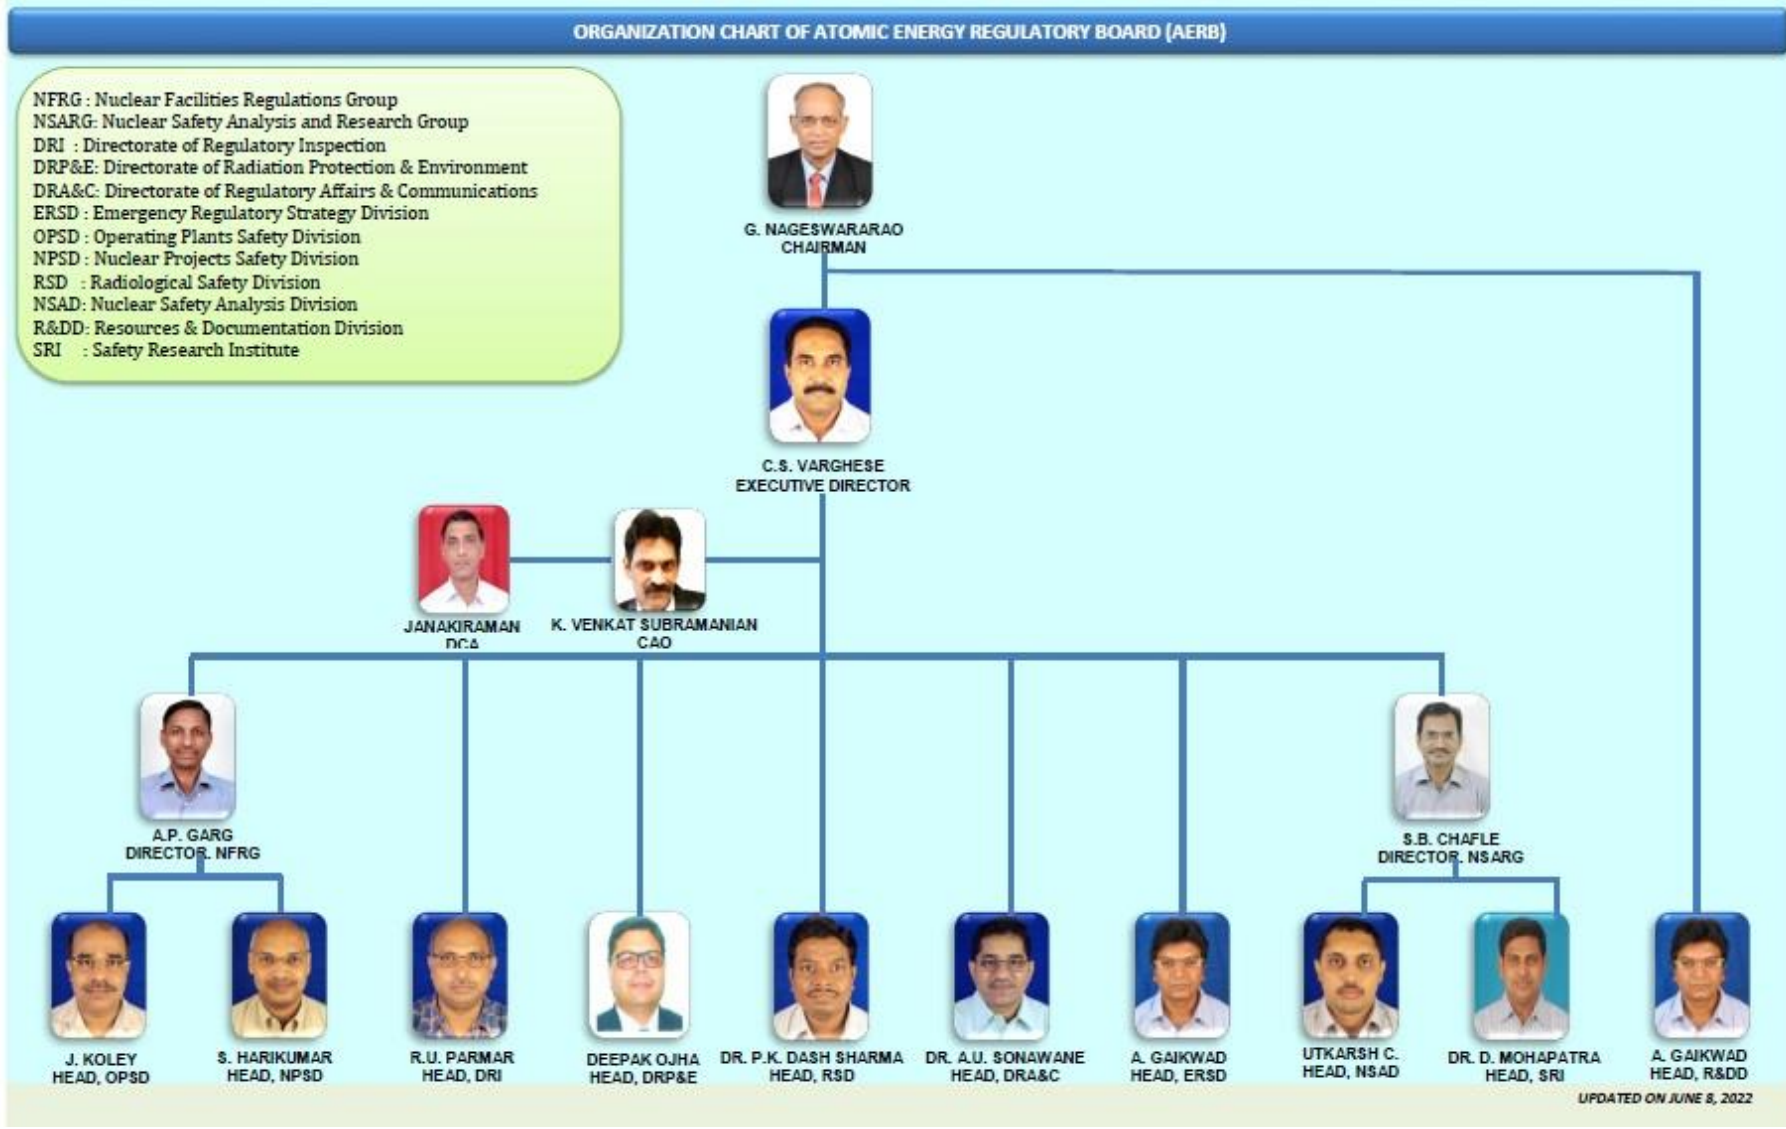 ORGANIZATION CHART OF ATOMIC ENERGY REGULATORY BOARD (AERB)
NFRG : Nuclear Facilities Regulations Group
NSARG: Nuclear Safety Analysis and Research Group
DRI : Directorate of Regulatory Inspection
DRP&E: Directorate of Radiation Protection & Environment
DRA&C: Directorate of Regulatory Affairs & Communications
ERSD : Emergency Regulatory Strategy Division
OPSD : Operating Plants Safety Division
NPSD : Nuclear Projects Safety Division
RSD : Radiological Safety Division
NSAD: Nuclear Safety Analysis Division
R&DD: Resources & Documentation Division
SRI : Safety Research Institute
G. NAGESWARARAO
CHAIRMAN
C.S. VARGHESE
EXECUTIVE DIRECTOR
JANAKIRAMAN
DCA
K. VENKAT SUBRAMANIAN
CAO
A.P. GARG
DIRECTOR, NFRG
S.B. CHAFLE
DIRECTOR, NSARG
J. KOLEY
HEAD, OPSD
S. HARIKUMAR
HEAD, NPSD
R.U. PARMAR
HEAD, DRI
DEEPAK OJHA
HEAD, DRP&E
DR. P.K. DASH SHARMA
HEAD, RSD
DR. A.U. SONAWANE
HEAD, DRA&C
A. GAIKWAD
HEAD, ERSD
UTKARSH C.
HEAD, NSAD
DR. D. MOHAPATRA
HEAD, SRI
A. GAIKWAD
HEAD, R&DD
UPDATED ON JUNE 8, 2022